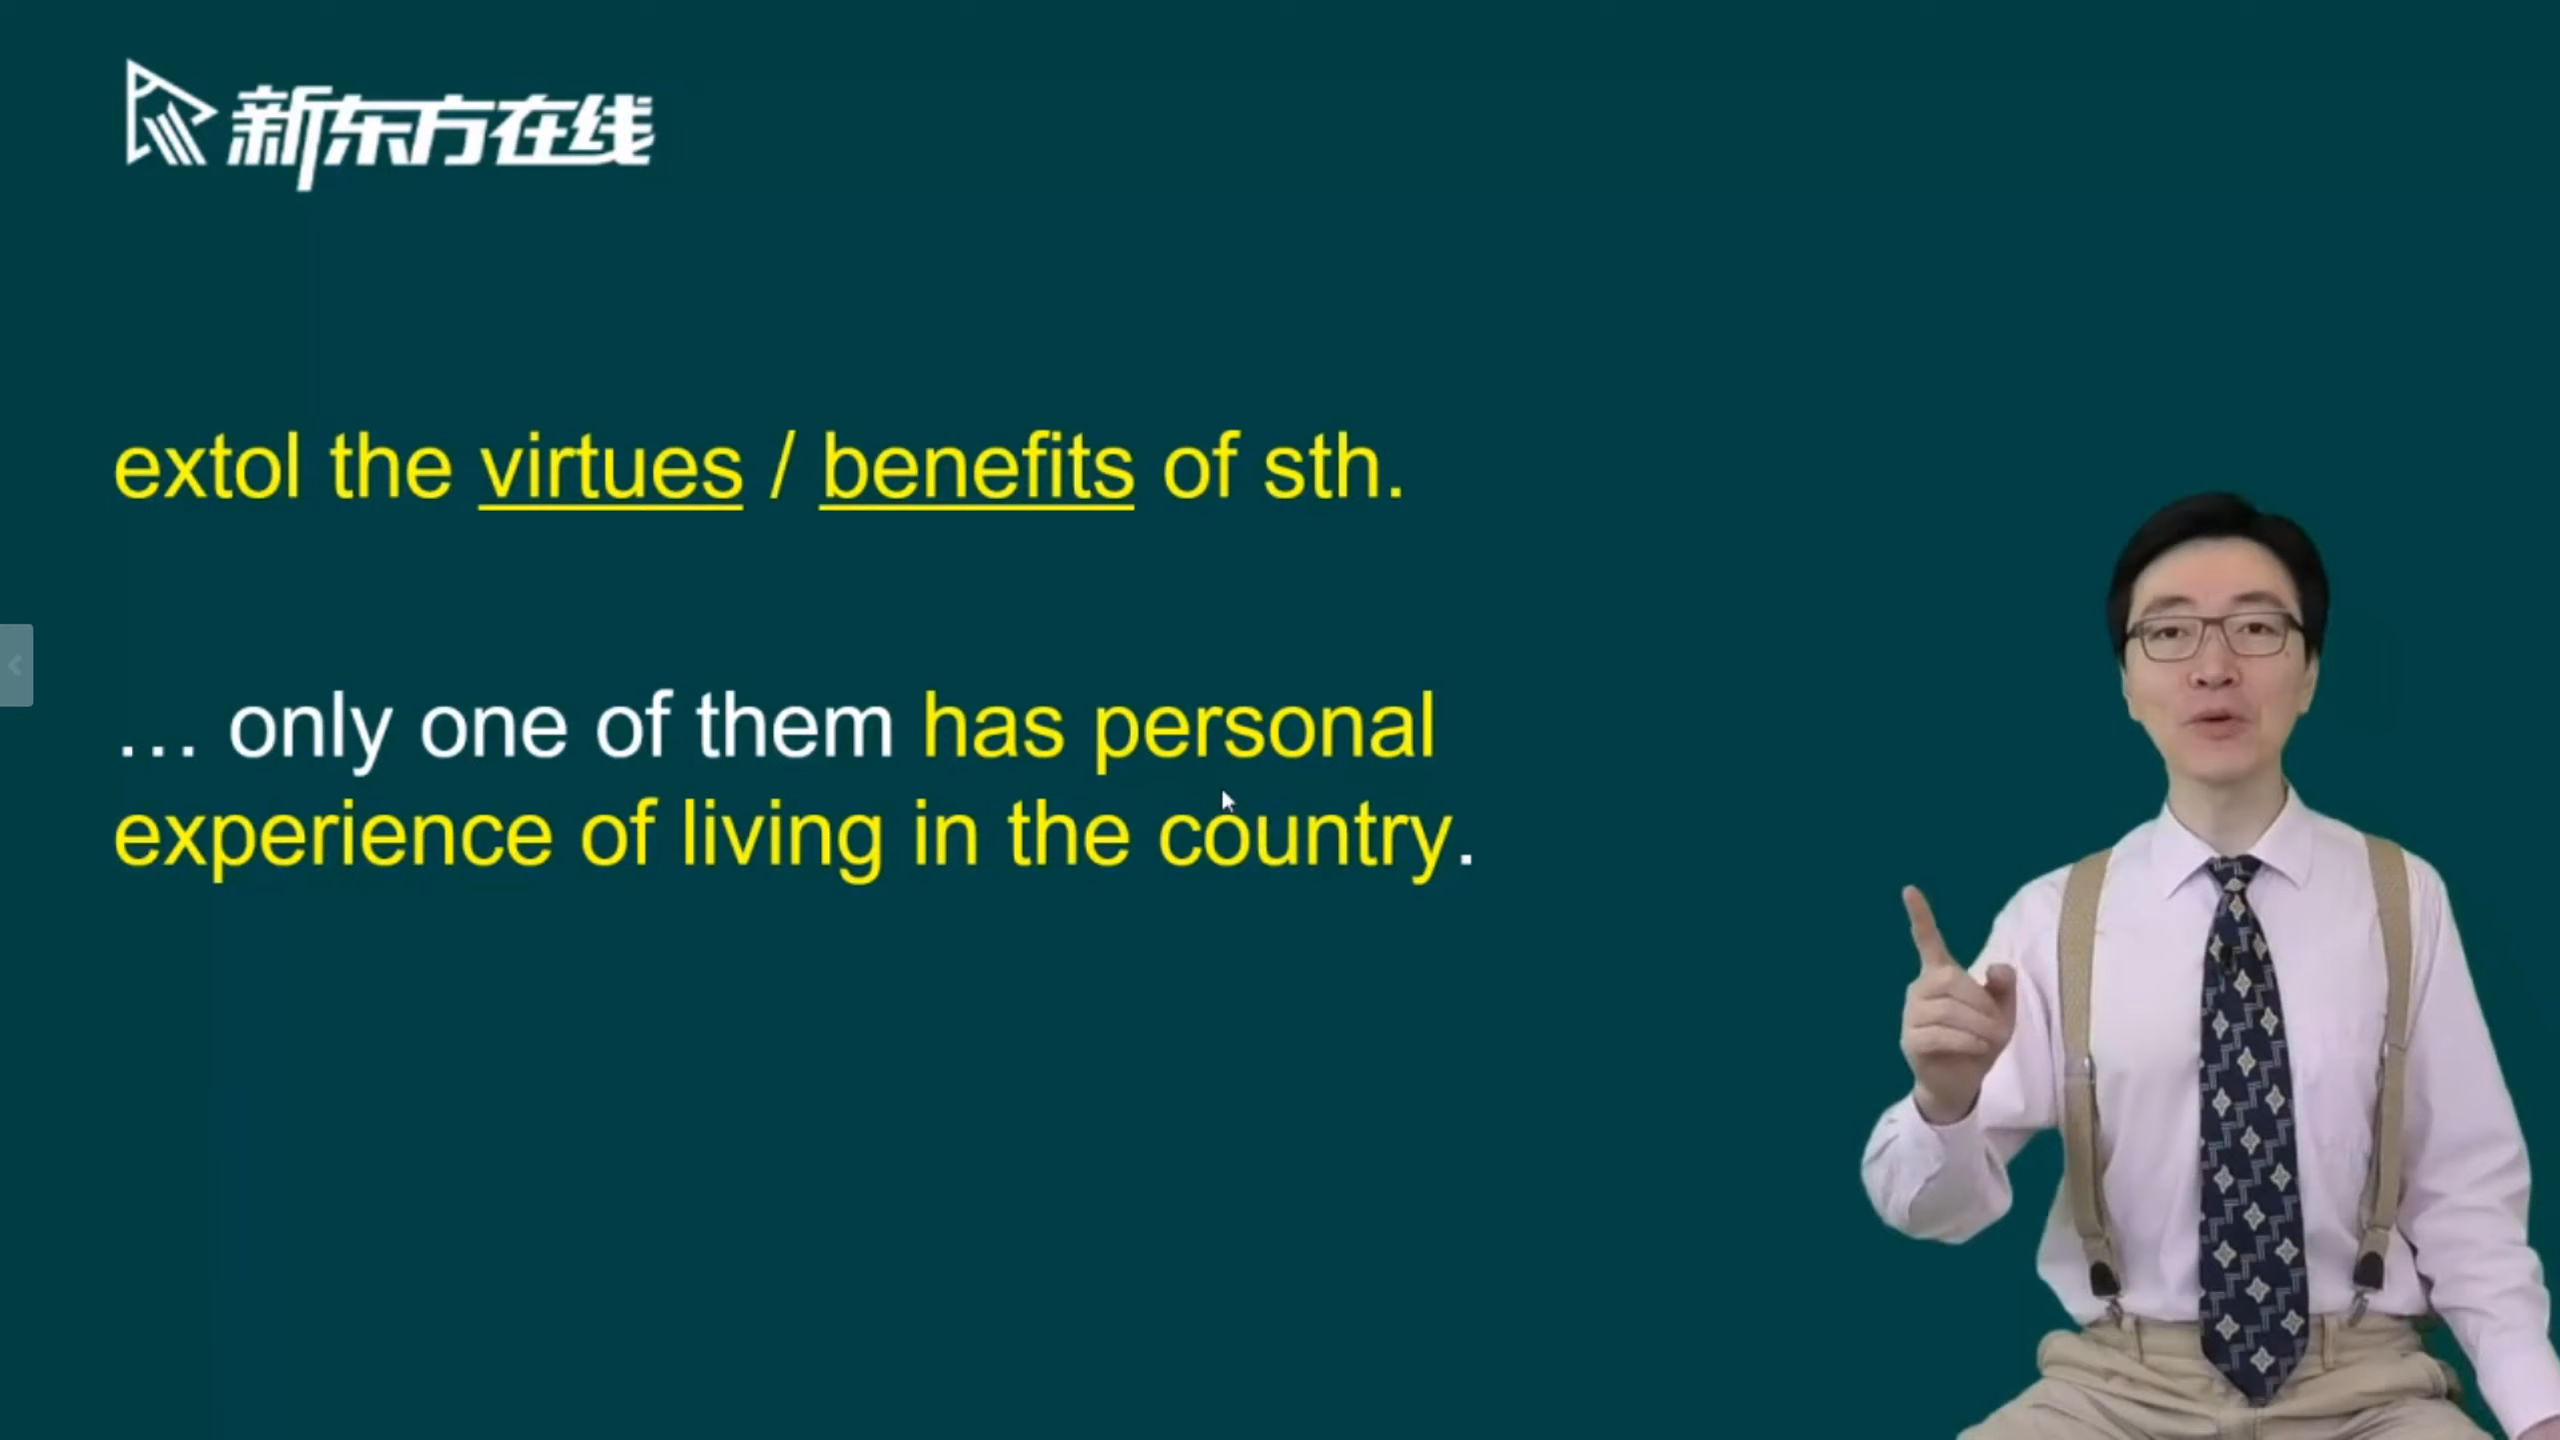 新东方在线
extol the virtues / benefits of sth.
… only one of them has personal
experience of living in the country.